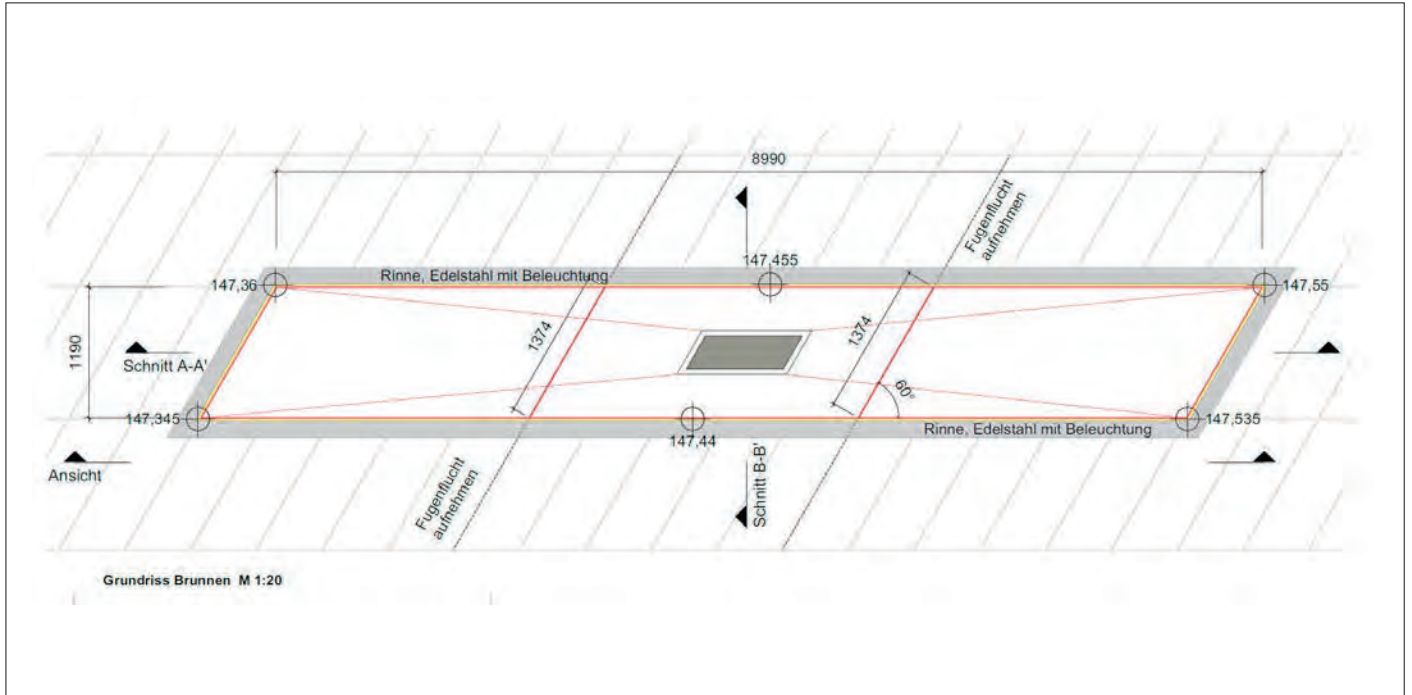 8990
Fugenflucht
aufnehmen
147,455
Rinne, Edelstahl mit Beleuchtung
147,36
147,55
1190
1374
1374
Schnitt A-A'
60°
147,345
147,535
147,44
Rinne, Edelstahl mit Beleuchtung
Ansicht
Fugenflucht
aufnehmen
Schnitt B-B'
Grundriss Brunnen M 1:20